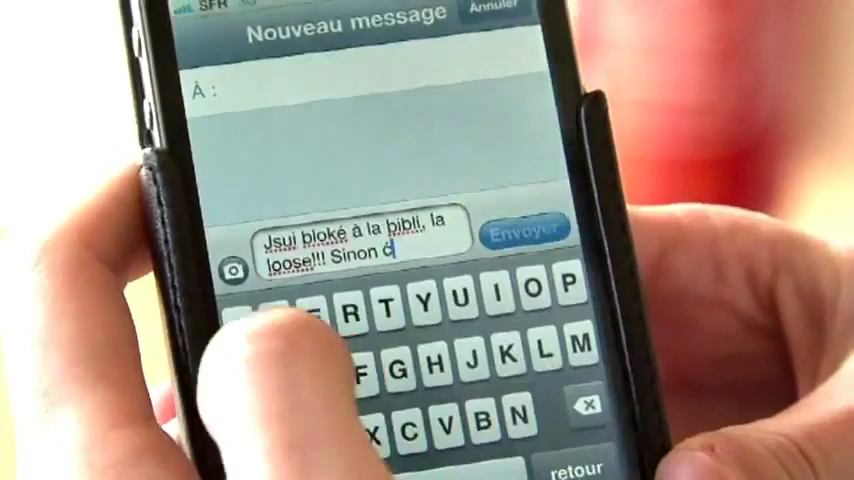 SFR
Nouveau message
Annuler
À :
Jsui bloké à la bibli, la
loose!!! Sinon c
Envoyer
E R T Y U I O P
F G H J K L M
X C V B N
retour